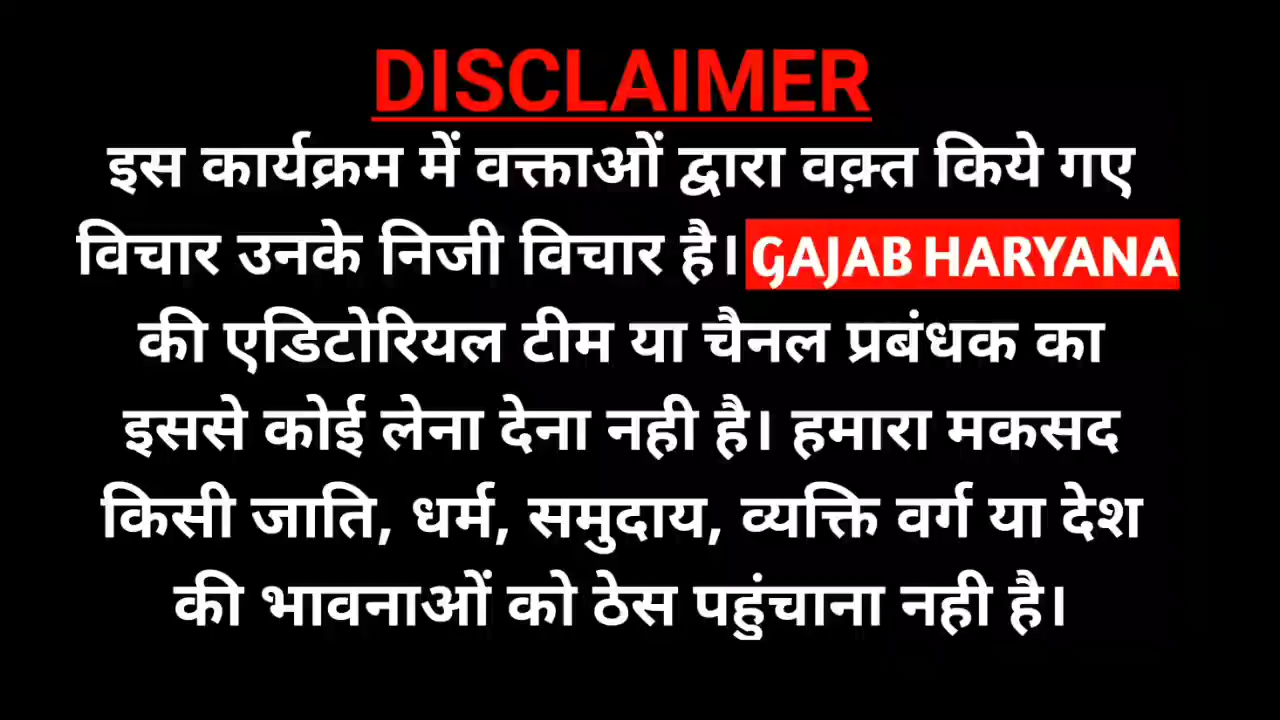 DISCLAIMER
इस कार्यक्रम में वक्ताओं द्वारा वक़्त किये गए
विचार उनके निजी विचार है। GAJAB HARYANA
की एडिटोरियल टीम या चैनल प्रबंधक का
इससे कोई लेना देना नही है। हमारा मकसद
किसी जाति, धर्म, समुदाय, व्यक्ति वर्ग या देश
की भावनाओं को ठेस पहुंचाना नही है।